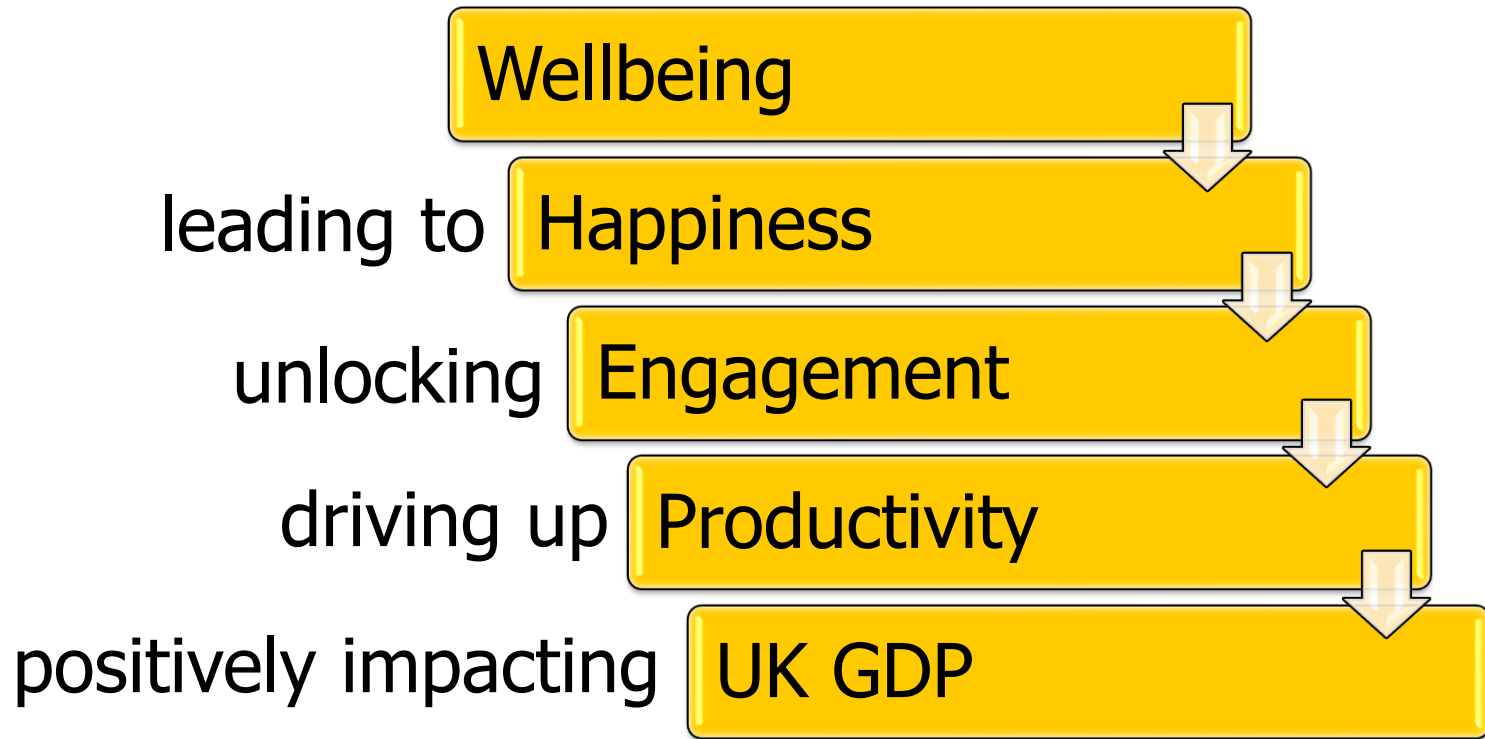 Wellbeing
leading to Happiness
unlocking Engagement
driving up Productivity
positively impacting UK GDP